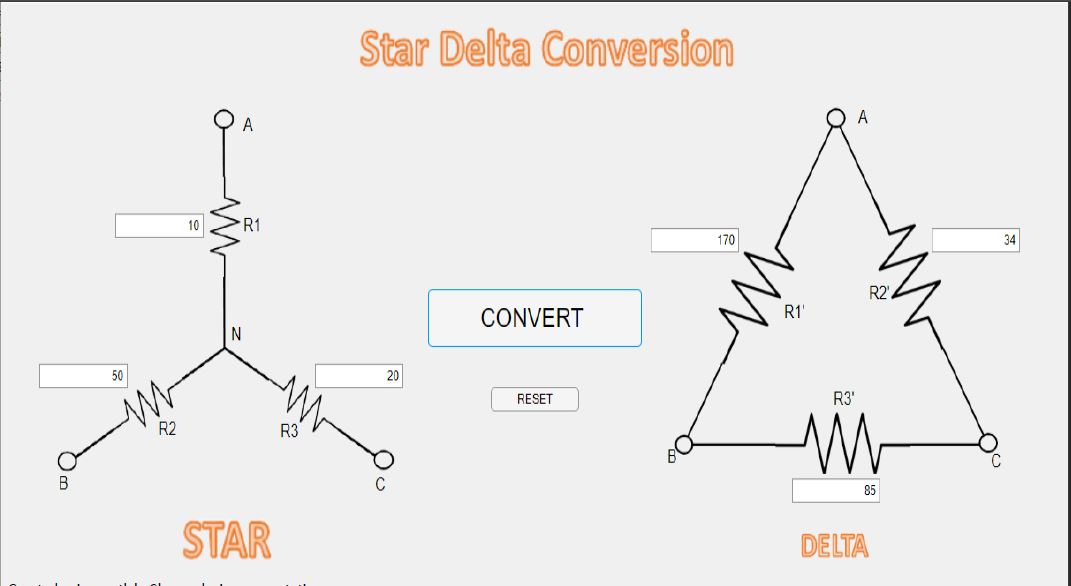 Star Delta Conversion
A
10
R1
N
50
20
R2
R3
B
C
STAR
CONVERT
RESET
A
170
34
R1'
R2'
R3'
B
C
85
DELTA